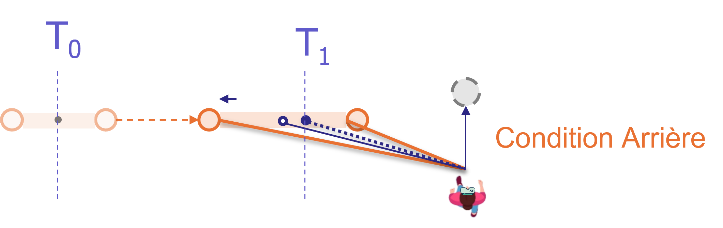 T₀
T₁
Condition Arrière